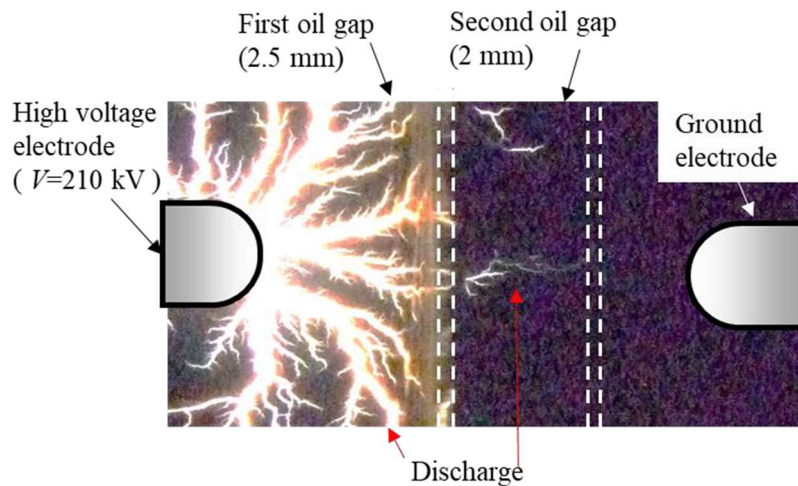 First oil gap
(2.5 mm)
Second oil gap
(2 mm)
High voltage
electrode
( V=210 kV )
Ground
electrode
Discharge